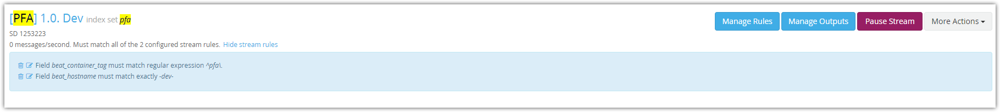 [PFA] 1.0. Dev index set pfa
Manage Rules
Manage Outputs
Pause Stream
More Actions
SD 1253223
0 messages/second. Must match all of the 2 configured stream rules. Hide stream rules
Field beat_container_tag must match regular expression ^pfa\.
Field beat_hostname must match exactly -dev-